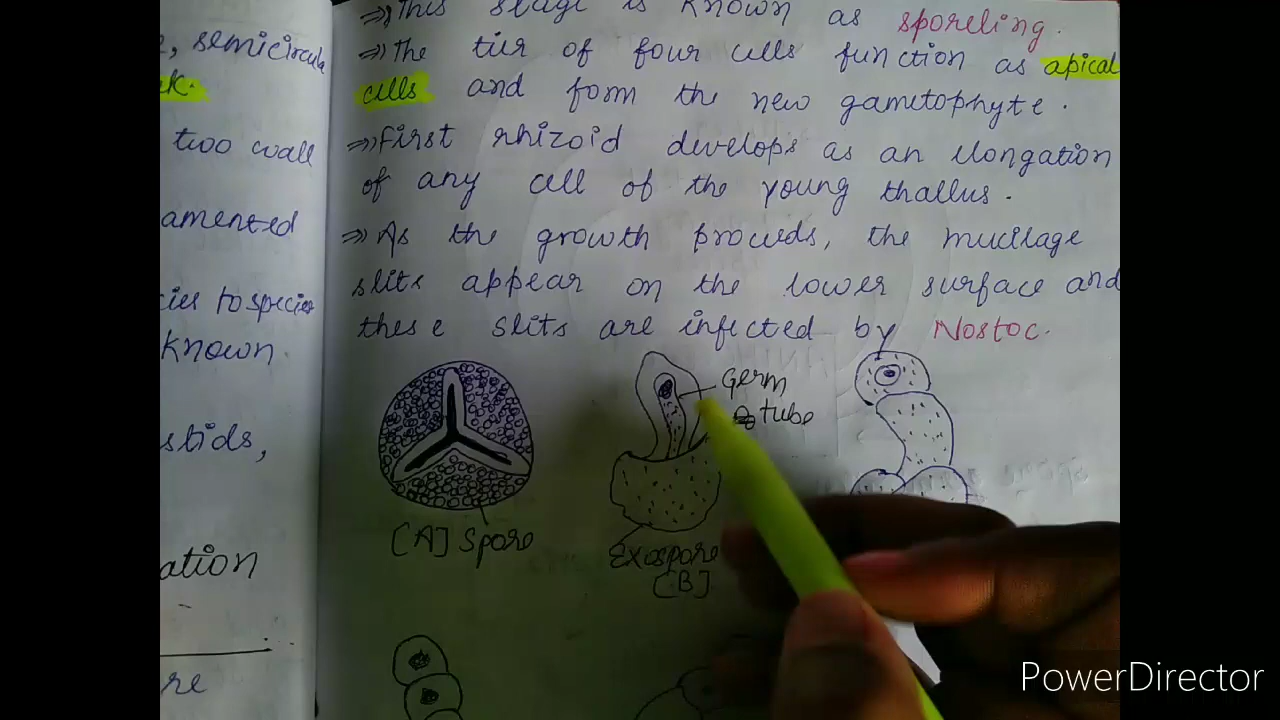 e, semicircula
ek.
two wall
amented
cies to species
known
stids,
ation
re
⇒ This stage is known as sporeling.
⇒ The tier of four cells function as apical
cells and form the new gametophyte.
⇒ First rhizoid develops as an elongation
of any cell of the young thallus.
⇒ As the growth proceeds, the mucilage
slits appear on the lower surface and
these slits are infected by Nostoc.
Germ
tube
[A] Spore
Exospore
[B]
PowerDirector